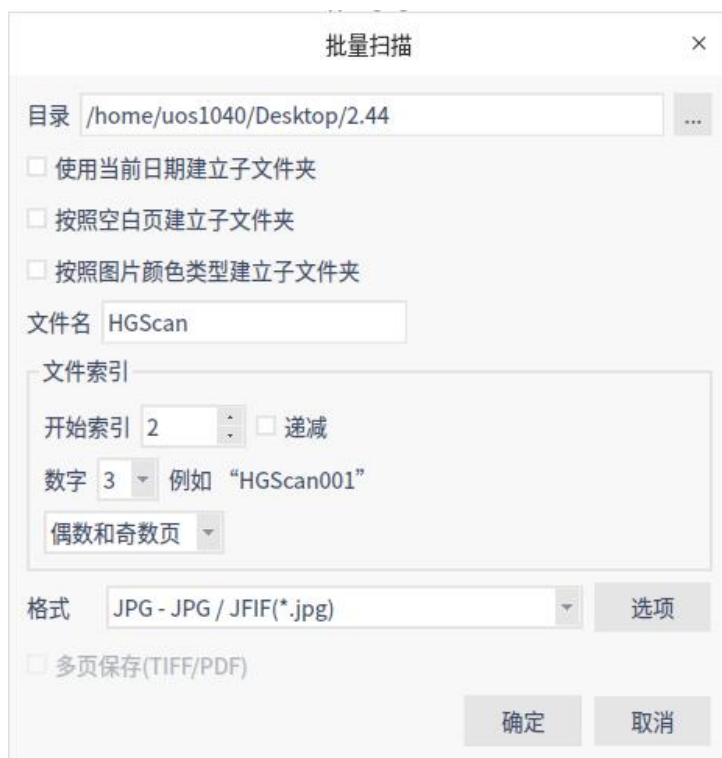 批量扫描 ×
目录 /home/uos1040/Desktop/2.44 ...
使用当前日期建立子文件夹
按照空白页建立子文件夹
按照图片颜色类型建立子文件夹
文件名 HGScan
文件索引
开始索引 2 递减
数字 3 例如 “HGScan001”
偶数和奇数页
格式 JPG - JPG / JFIF(*.jpg) 选项
多页保存(TIFF/PDF)
确定 取消